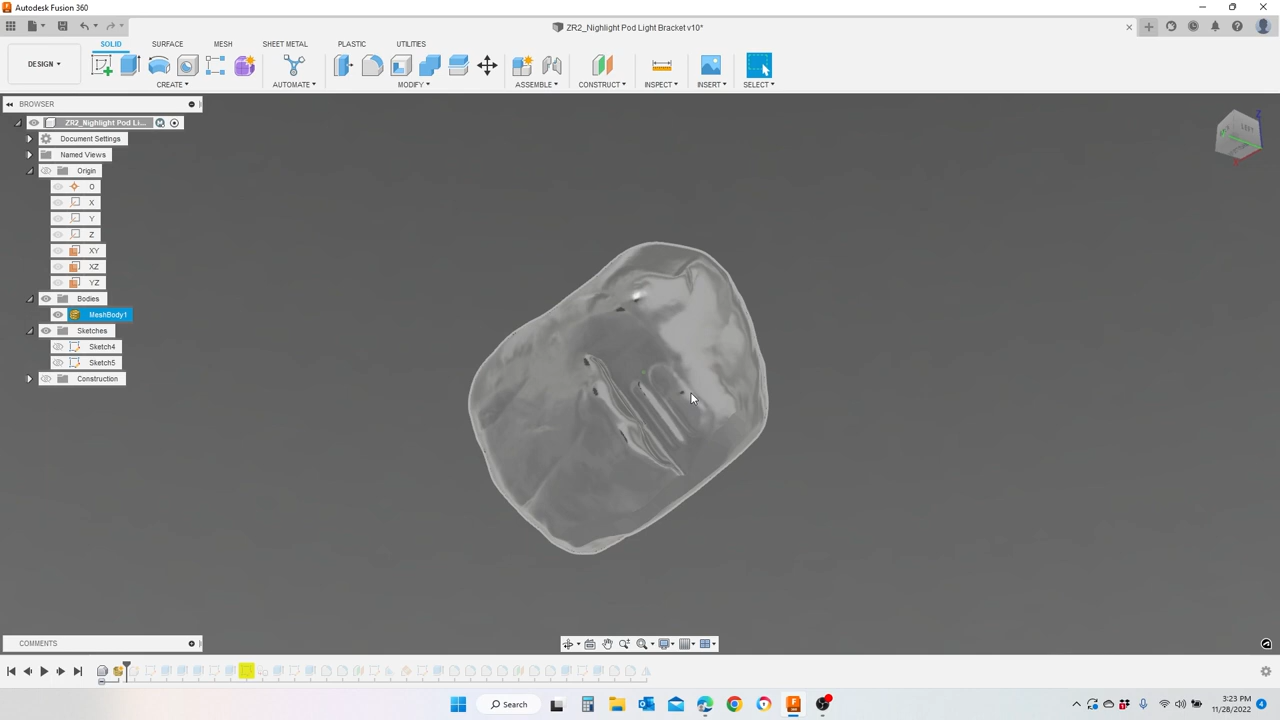 Autodesk Fusion 360
ZR2_Nighlight Pod Light Bracket v10*
SOLID SURFACE MESH SHEET METAL PLASTIC UTILITIES
DESIGN
CREATE AUTOMATE MODIFY ASSEMBLE CONSTRUCT INSPECT INSERT SELECT
BROWSER
ZR2_Nighlight Pod Li...
Document Settings
Named Views
Origin
O
X
Y
Z
XY
XZ
YZ
Bodies
MeshBody1
Sketches
Sketch4
Sketch5
Construction
LEFT
COMMENTS
Search
3:23 PM
11/28/2022